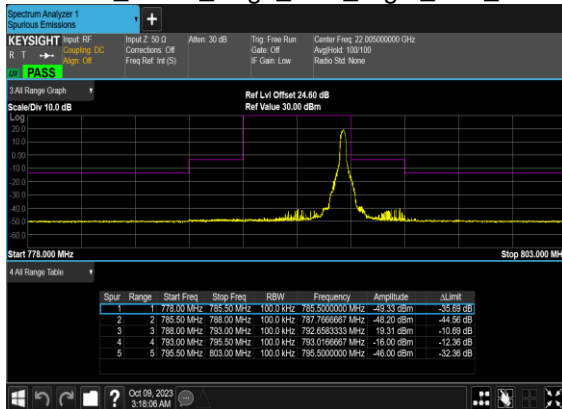 Spectrum Analyzer 1
Spurious Emissions
KEYSIGHT Input: RF Input Z: 50 Ω Atten: 30 dB Trig: Free Run Center Freq: 22.005000000 GHz
R T Coupling: DC Corrections: Off Gate: Off Avg|Hold: 100/100
Align: Off Freq Ref: Int (S) IF Gain: Low Radio Std: None
PASS
3 All Range Graph Ref Lvl Offset 24.60 dB
Scale/Div 10.0 dB Ref Value 30.00 dBm
Log
20.0
10.0
0.00
-10.0
-20.0
-30.0
-40.0
-50.0
-60.0
Start 778.000 MHz Stop 803.000 MH
4 All Range Table
Spur Range Start Freq Stop Freq RBW Frequency Amplitude ΔLimit
1 1 778.00 MHz 785.50 MHz 100.0 kHz 785.5000000 MHz -49.33 dBm -35.69 dB
2 2 785.50 MHz 788.00 MHz 100.0 kHz 787.7666667 MHz -48.20 dBm -44.56 dB
3 3 788.00 MHz 793.00 MHz 100.0 kHz 792.6583333 MHz 19.31 dBm -10.69 dB
4 4 793.00 MHz 795.50 MHz 100.0 kHz 793.0166667 MHz -16.00 dBm -12.36 dB
5 5 795.50 MHz 803.00 MHz 100.0 kHz 795.5000000 MHz -46.00 dBm -32.36 dB
? Oct 09, 2023
3:18:06 AM